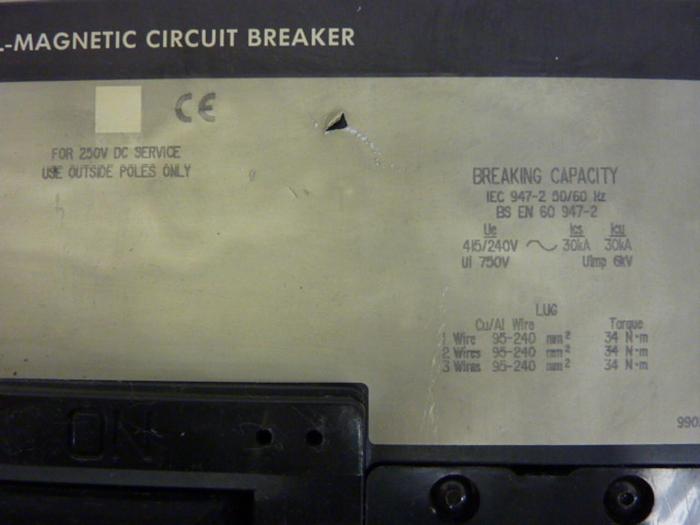 L-MAGNETIC CIRCUIT BREAKER
CE
FOR 250V DC SERVICE
USE OUTSIDE POLES ONLY
BREAKING CAPACITY
IEC 947-2 50/60 Hz
BS EN 60 947-2
Ue Ics Icu
415/240V ~ 30kA 30kA
Ui 750V Uimp 6kV
LUG
Cu/Al Wire Torque
1 Wire 95-240 mm² 34 N-m
2 Wires 95-240 mm² 34 N-m
3 Wires 95-240 mm² 34 N-m
990
ON